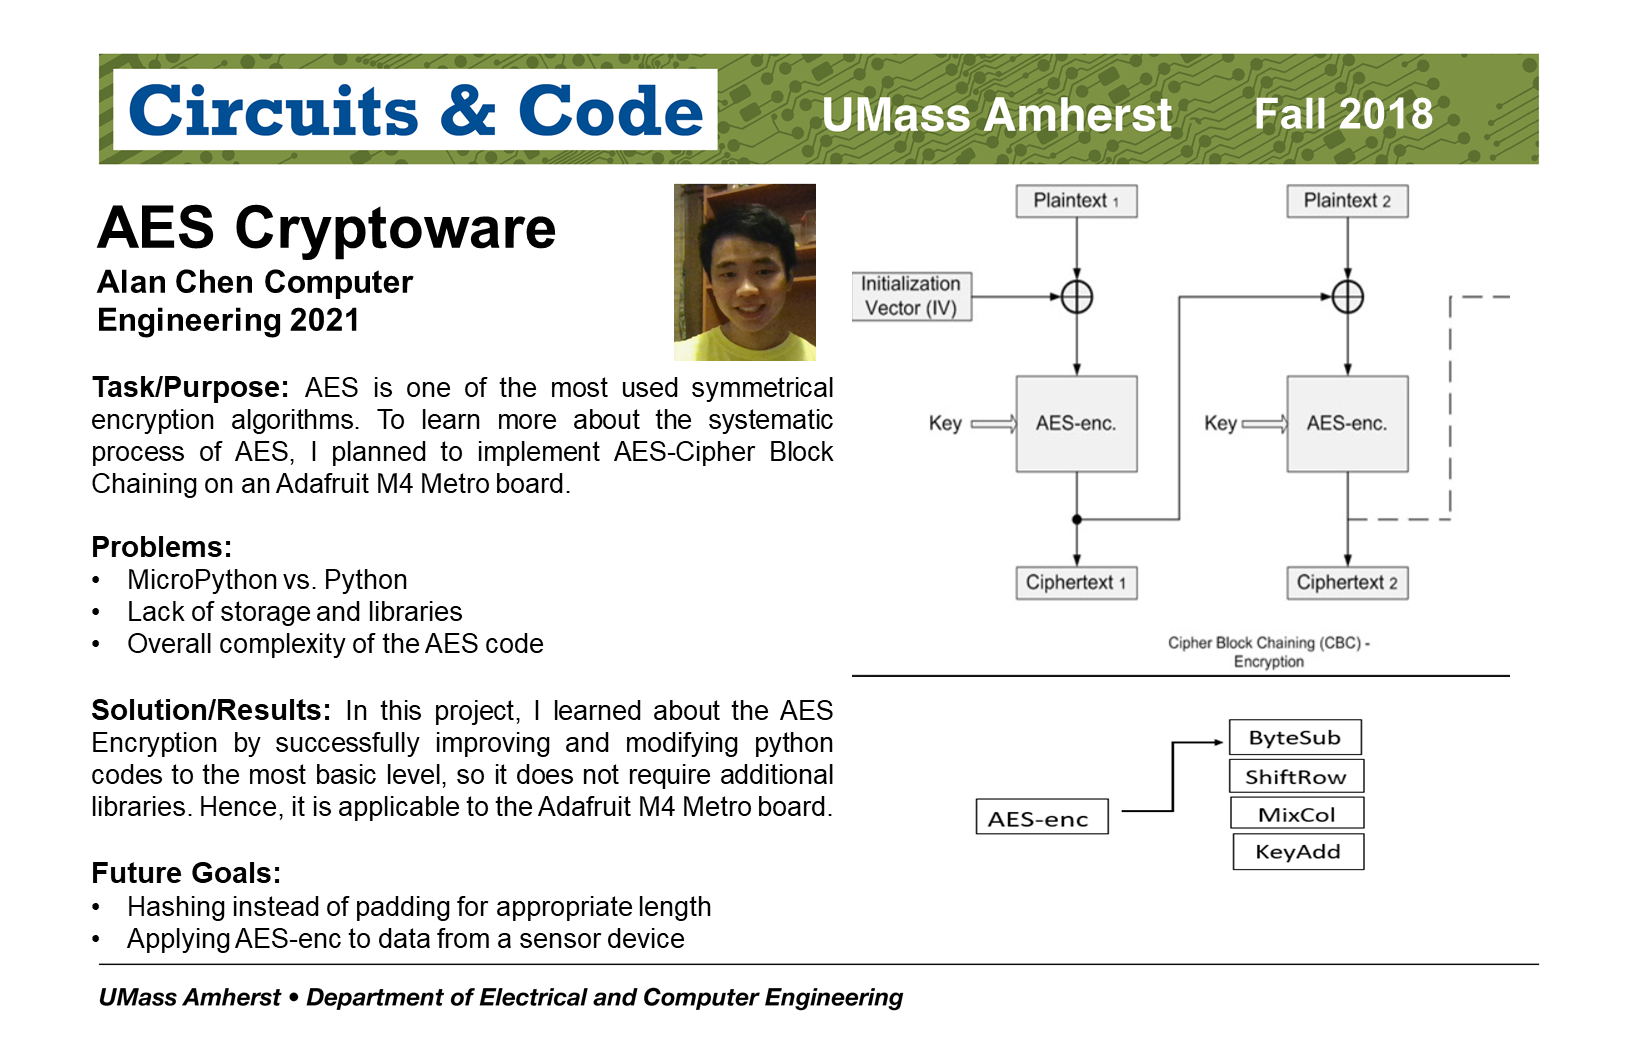 Circuits & Code
UMass Amherst
Fall 2018
AES Cryptoware
Alan Chen Computer
Engineering 2021
Task/Purpose: AES is one of the most used symmetrical
encryption algorithms. To learn more about the systematic
process of AES, I planned to implement AES-Cipher Block
Chaining on an Adafruit M4 Metro board.
Problems:
• MicroPython vs. Python
• Lack of storage and libraries
• Overall complexity of the AES code
Solution/Results: In this project, I learned about the AES
Encryption by successfully improving and modifying python
codes to the most basic level, so it does not require additional
libraries. Hence, it is applicable to the Adafruit M4 Metro board.
Future Goals:
• Hashing instead of padding for appropriate length
• Applying AES-enc to data from a sensor device
Plaintext 1
Plaintext 2
Initialization
Vector (IV)
Key
AES-enc.
Key
AES-enc.
Ciphertext 1
Ciphertext 2
Cipher Block Chaining (CBC) -
Encryption
AES-enc
ByteSub
ShiftRow
MixCol
KeyAdd
UMass Amherst • Department of Electrical and Computer Engineering